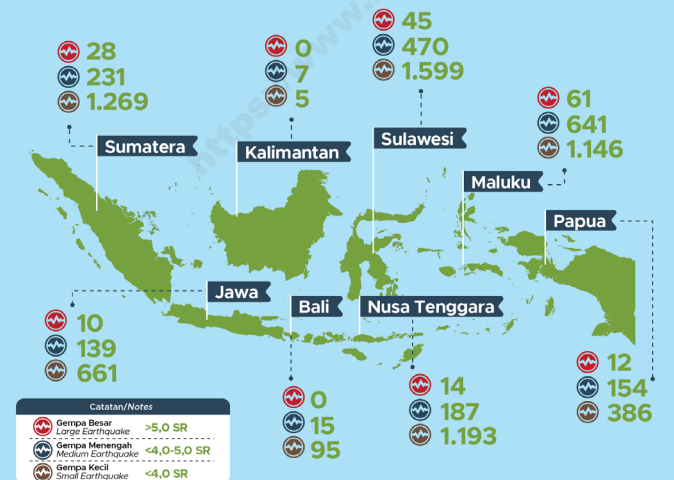 28
231
1.269
Sumatera
0
7
5
Kalimantan
45
470
1.599
Sulawesi
61
641
1.146
Maluku
Papua
12
154
386
Jawa
10
139
661
Bali
0
15
95
Nusa Tenggara
14
187
1.193
Catatan/Notes
Gempa Besar
Large Earthquake
>5,0 SR
Gempa Menengah
Medium Earthquake
<4,0-5,0 SR
Gempa Kecil
Small Earthquake
<4,0 SR